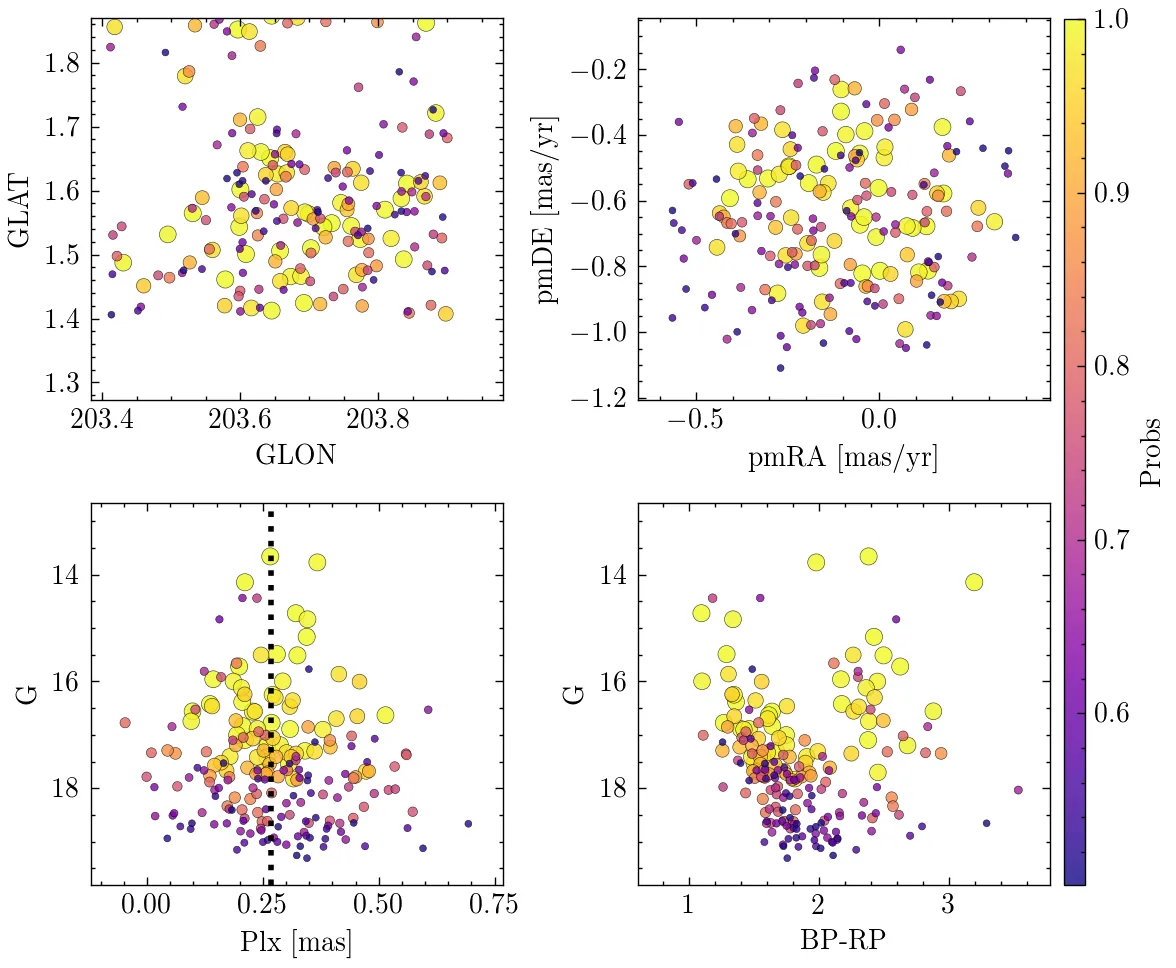 1.8
1.7
1.6
1.5
1.4
1.3
GLAT
203.4 203.6 203.8
GLON
−0.2
−0.4
−0.6
−0.8
−1.0
−1.2
pmDE [mas/yr]
−0.5 0.0
pmRA [mas/yr]
14
16
18
G
0.00 0.25 0.50 0.75
Plx [mas]
14
16
18
G
1 2 3
BP-RP
1.0
0.9
0.8
0.7
0.6
Probs